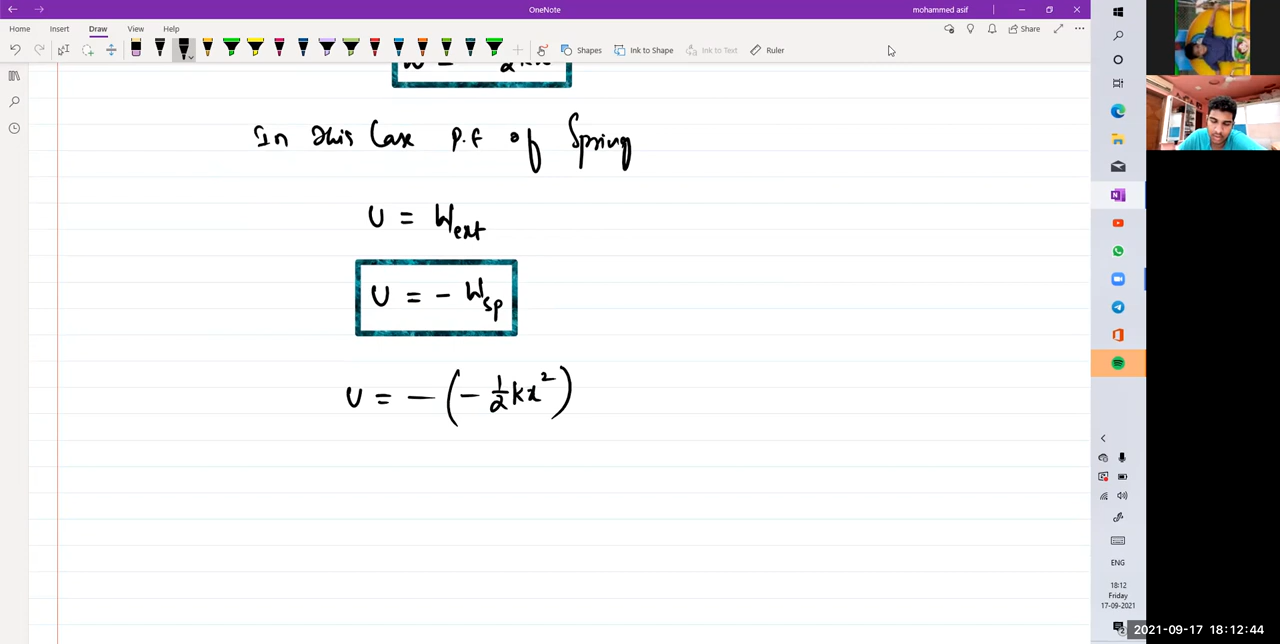 OneNote
mohammed asif
Home Insert Draw View Help
Share
Shapes Ink to Shape Ink to Text Ruler
In this Case P.E of Spring
U = Wext
U = - Wsp
U = - (- 1/2 kx²)
ENG
18:12
Friday
17-09-2021
2021-09-17 18:12:44